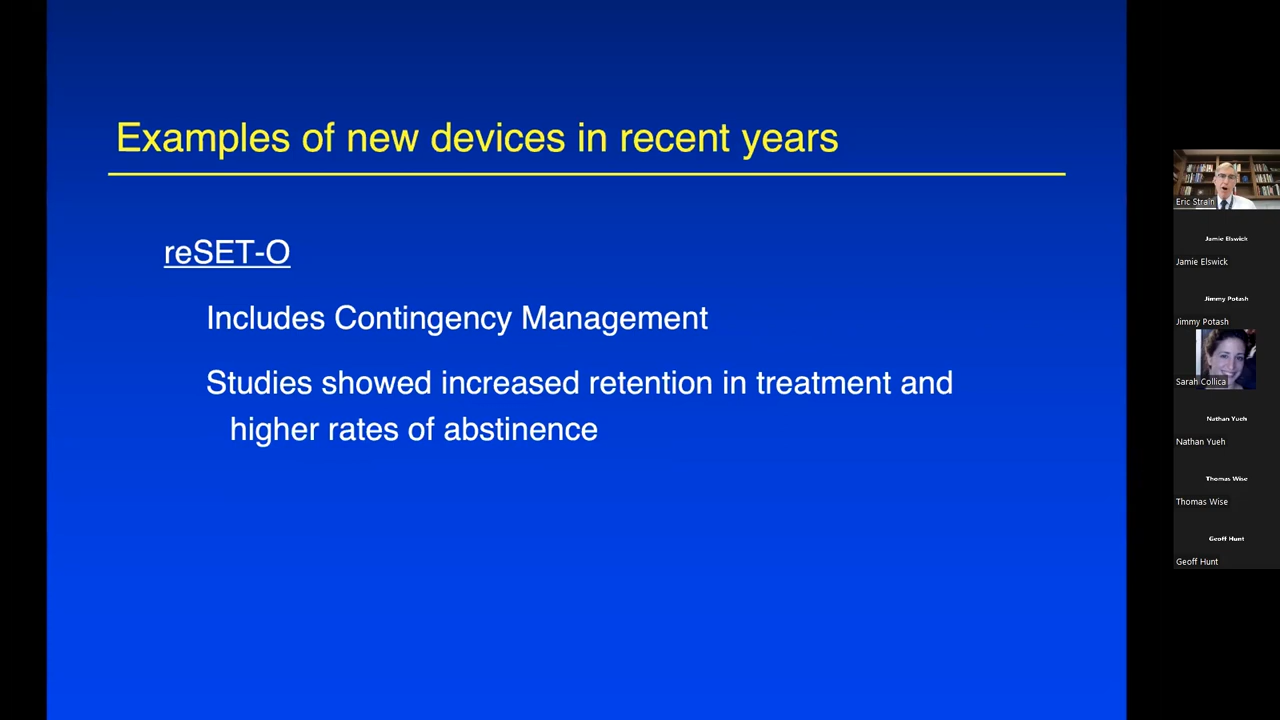 Examples of new devices in recent years
reSET-O
Includes Contingency Management
Studies showed increased retention in treatment and
higher rates of abstinence
Eric Strain
Jamie Elswick
Jamie Elswick
Jimmy Potash
Jimmy Potash
Sarah Collica
Nathan Yueh
Nathan Yueh
Thomas Wise
Thomas Wise
Geoff Hunt
Geoff Hunt